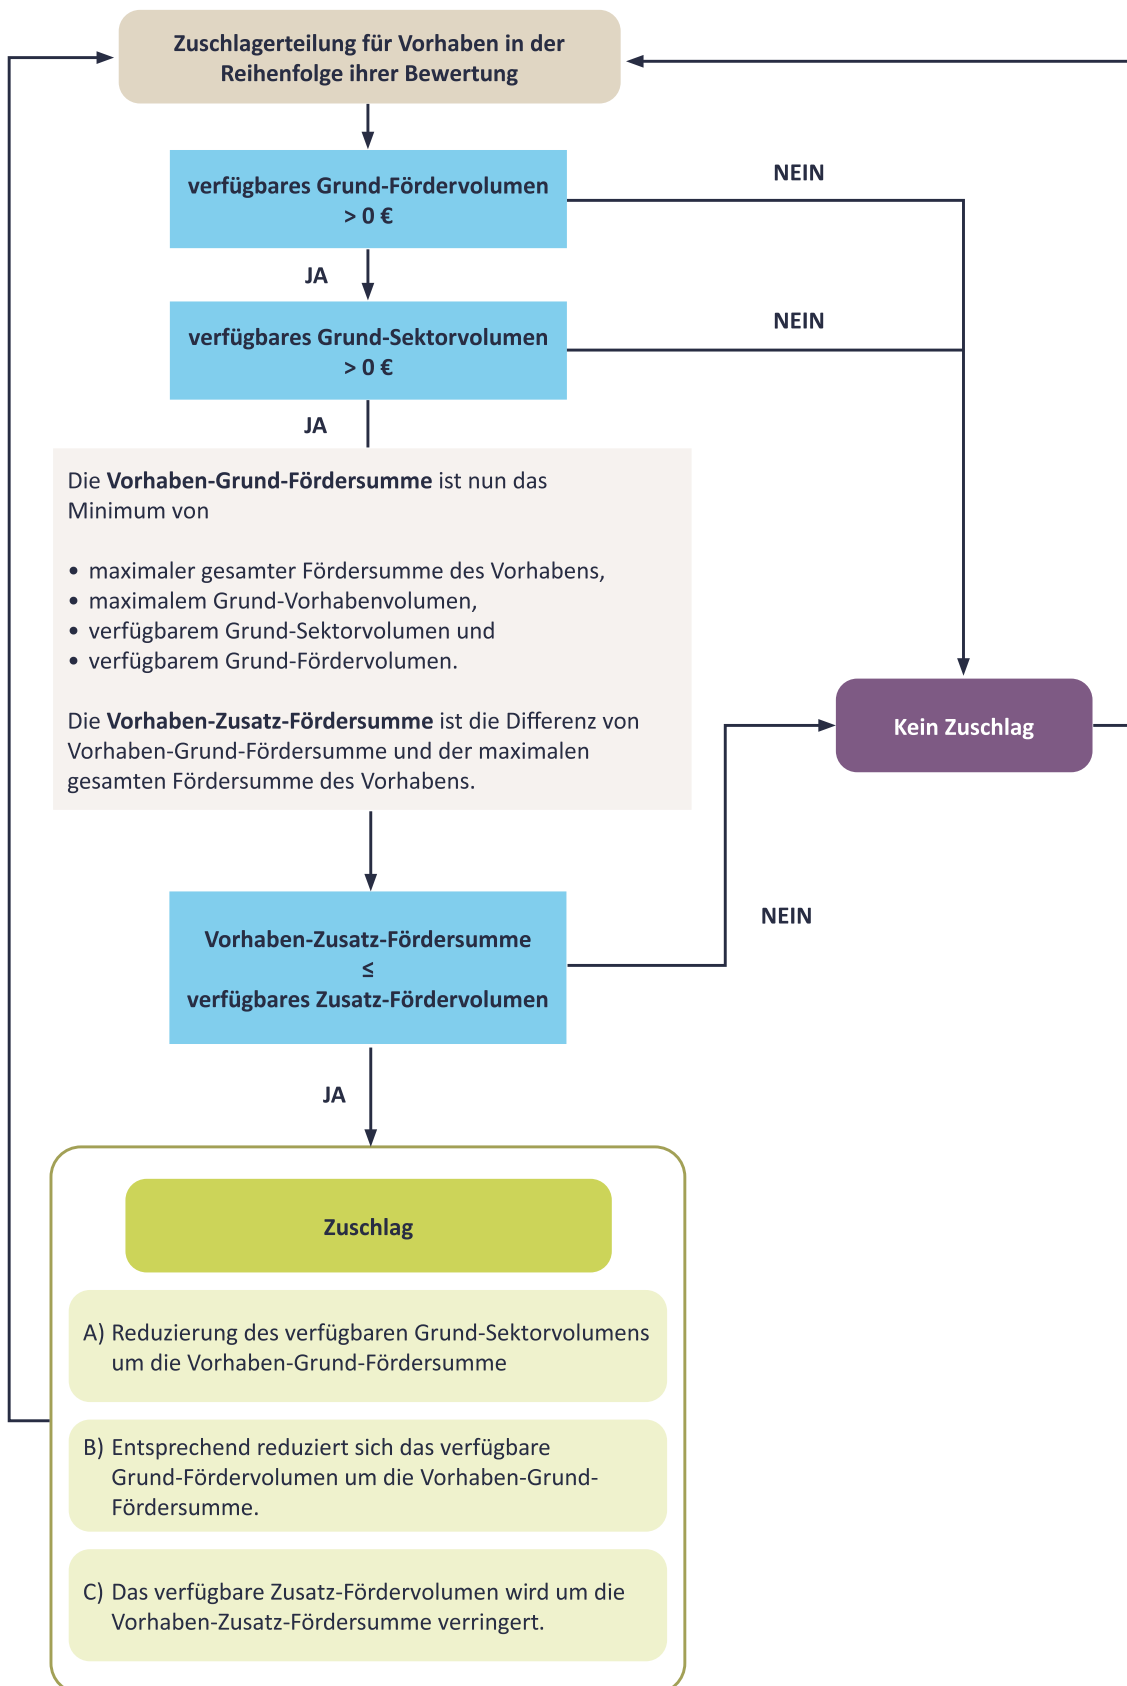 Zuschlagerteilung für Vorhaben in der
Reihenfolge ihrer Bewertung
verfügbares Grund-Fördervolumen
> 0 €
NEIN
JA
verfügbares Grund-Sektorvolumen
> 0 €
NEIN
JA
Die Vorhaben-Grund-Fördersumme ist nun das
Minimum von
• maximaler gesamter Fördersumme des Vorhabens,
• maximalem Grund-Vorhabenvolumen,
• verfügbarem Grund-Sektorvolumen und
• verfügbarem Grund-Fördervolumen.
Die Vorhaben-Zusatz-Fördersumme ist die Differenz von
Vorhaben-Grund-Fördersumme und der maximalen
gesamten Fördersumme des Vorhabens.
Kein Zuschlag
Vorhaben-Zusatz-Fördersumme
≤
verfügbares Zusatz-Fördervolumen
NEIN
JA
Zuschlag
A) Reduzierung des verfügbaren Grund-Sektorvolumens
um die Vorhaben-Grund-Fördersumme
B) Entsprechend reduziert sich das verfügbare
Grund-Fördervolumen um die Vorhaben-Grund-
Fördersumme.
C) Das verfügbare Zusatz-Fördervolumen wird um die
Vorhaben-Zusatz-Fördersumme verringert.